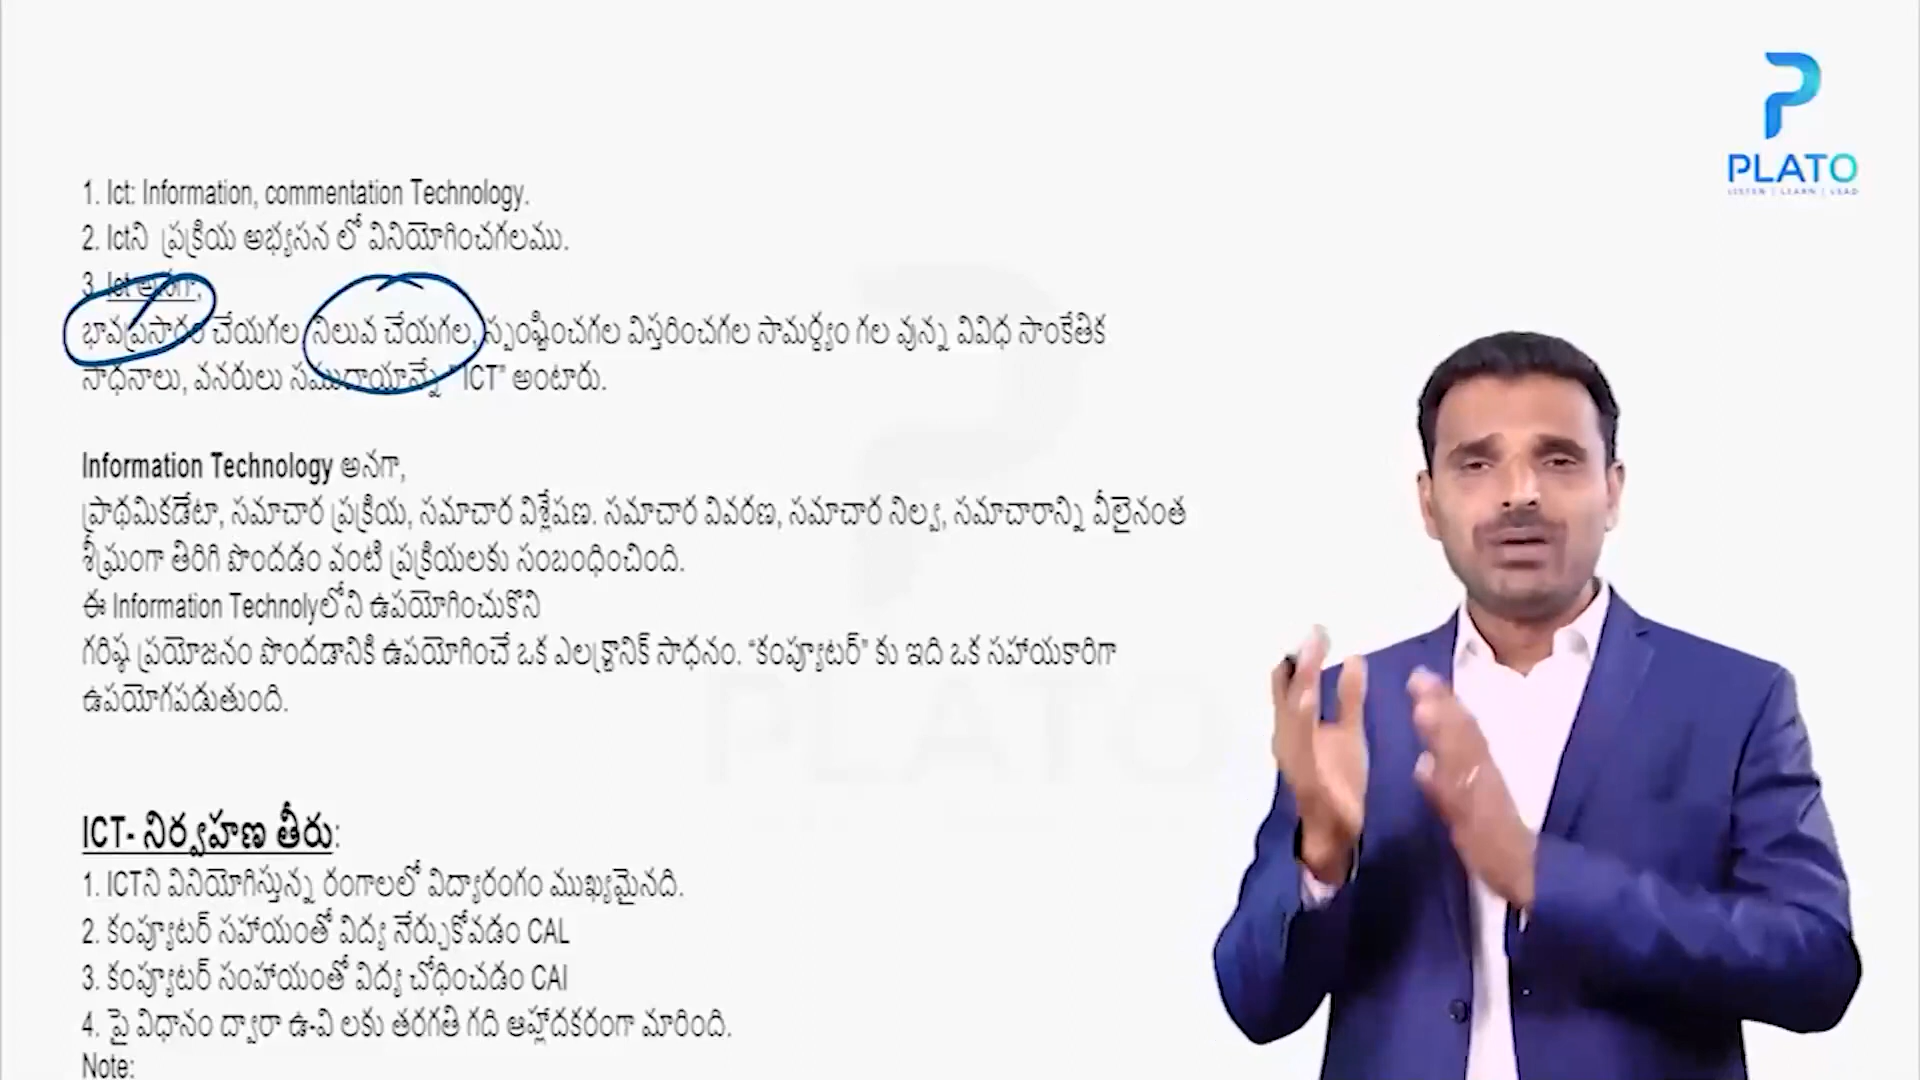 PLATO
LISTEN | LEARN | LEAD
1. Ict: Information, commentation Technology.
2. Ictని ప్రక్రియ అభ్యసన లో వినియోగించగలము.
3. Ict అనగా,
భావప్రసారం చేయగల నిలువ చేయగల, స్పంష్టించగల విస్తరించగల సామర్ధ్యం గల వున్న వివిధ సాంకేతిక
సాధనాలు, వనరులు సముదాయాన్నే "ICT" అంటారు.
Information Technology అనగా,
ప్రాథమికడేటా, సమాచార ప్రక్రియ, సమాచార విశ్లేషణ. సమాచార వివరణ, సమాచార నిల్వ, సమాచారాన్ని వీలైనంత
శీఘ్రంగా తిరిగి పొందడం వంటి ప్రక్రియలకు సంబంధించింది.
ఈ Information Technolyలోని ఉపయోగించుకొని
గరిష్ఠ ప్రయోజనం పొందడానికి ఉపయోగించే ఒక ఎలక్ట్రానిక్ సాధనం. "కంప్యూటర్" కు ఇది ఒక సహాయకారిగా
ఉపయోగపడుతుంది.
PLATO
ICT- నిర్వహణ తీరు:
1. ICTని వినియోగిస్తున్న రంగాలలో విద్యారంగం ముఖ్యమైనది.
2. కంప్యూటర్ సహాయంతో విద్య నేర్చుకోవడం CAL
3. కంప్యూటర్ సంహాయంతో విద్య చోధించడం CAI
4. పై విధానం ద్వారా ఉ-వి లకు తరగతి గది ఆహ్లాదకరంగా మారింది.
Note: